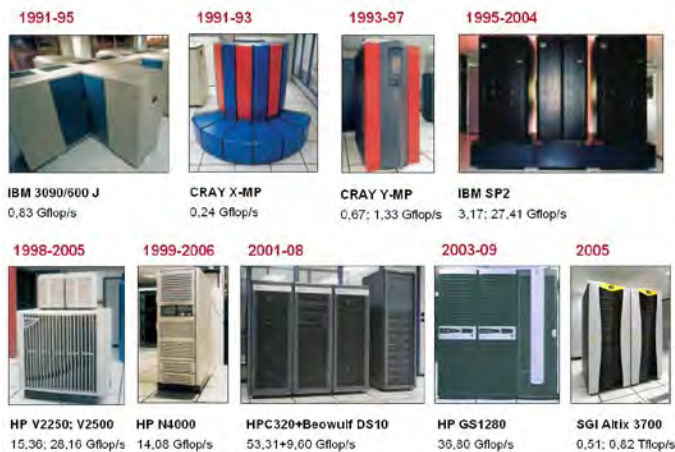 1991-95
1991-93
1993-97
1995-2004
IBM 3090/600 J
CRAY X-MP
CRAY Y-MP
IBM SP2
0,83 Gflop/s
0,24 Gflop/s
0,67; 1,33 Gflop/s
3,17; 27,41 Gflop/s
1998-2005
1999-2006
2001-08
2003-09
2005
HP V2250; V2500
HP N4000
HPC320+Beowulf DS10
HP GS1280
SGI Altix 3700
15,36; 28,16 Gflop/s
14,08 Gflop/s
53,31+9,60 Gflop/s
36,80 Gflop/s
0,51; 0,82 Tflop/s